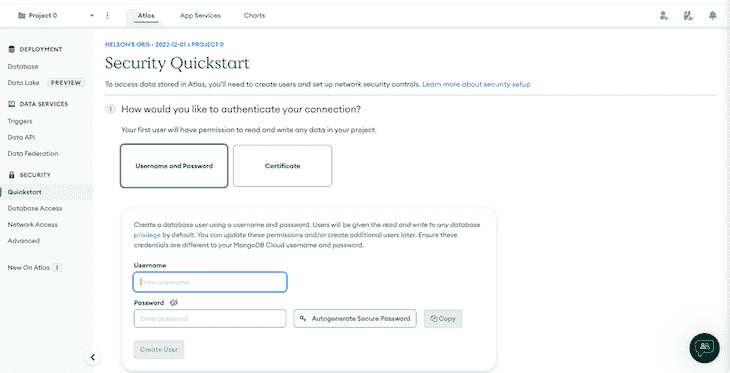 Project 0
Atlas
App Services
Charts
DEPLOYMENT
Database
Data Lake PREVIEW
DATA SERVICES
Triggers
Data API
Data Federation
SECURITY
Quickstart
Database Access
Network Access
Advanced
New On Atlas 1
NELSON'S ORG - 2022-12-01 > PROJECT 0
Security Quickstart
To access data stored in Atlas, you'll need to create users and set up network security controls. Learn more about security setup
1 How would you like to authenticate your connection?
Your first user will have permission to read and write any data in your project.
Username and Password
Certificate
Create a database user using a username and password. Users will be given the read and write to any database
privilege by default. You can update these permissions and/or create additional users later. Ensure these
credentials are different to your MongoDB Cloud username and password.
Username
Enter username
Password
Enter password
Autogenerate Secure Password
Copy
Create User